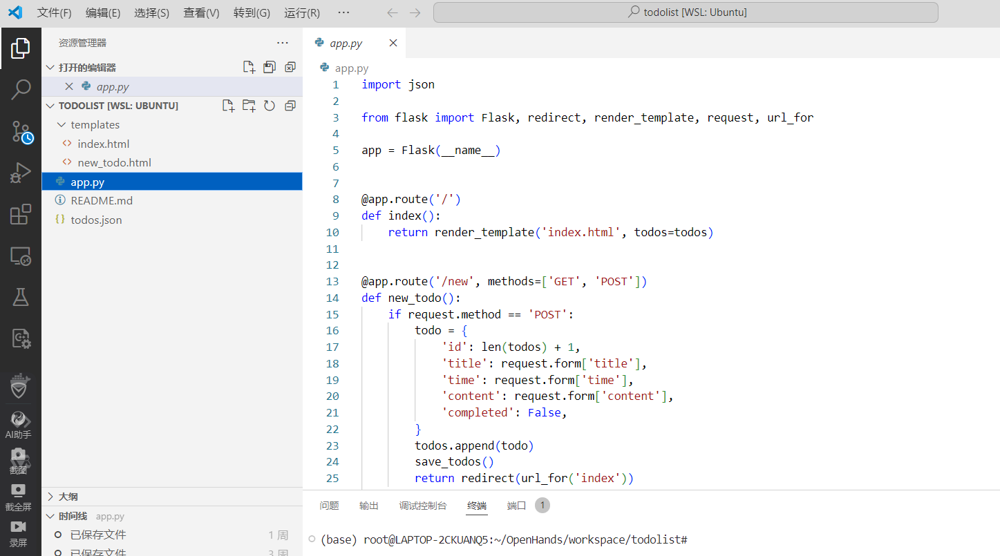 文件(F) 编辑(E) 选择(S) 查看(V) 转到(G) 运行(R) ··· todolist [WSL: Ubuntu]
资源管理器 ···
打开的编辑器
app.py
TODOLIST [WSL: UBUNTU]
templates
index.html
new_todo.html
app.py
README.md
todos.json
AI助手
截图
截全屏
录屏
大纲
时间线 app.py
已保存文件 1 周
已保存文件 3 周
app.py
app.py
1 import json
2
3 from flask import Flask, redirect, render_template, request, url_for
4
5 app = Flask(__name__)
6
7
8 @app.route('/')
9 def index():
10     return render_template('index.html', todos=todos)
11
12
13 @app.route('/new', methods=['GET', 'POST'])
14 def new_todo():
15     if request.method == 'POST':
16         todo = {
17             'id': len(todos) + 1,
18             'title': request.form['title'],
19             'time': request.form['time'],
20             'content': request.form['content'],
21             'completed': False,
22         }
23         todos.append(todo)
24         save_todos()
25         return redirect(url_for('index'))
问题 输出 调试控制台 终端 端口 1
(base) root@LAPTOP-2CKUANQ5:~/OpenHands/workspace/todolist#